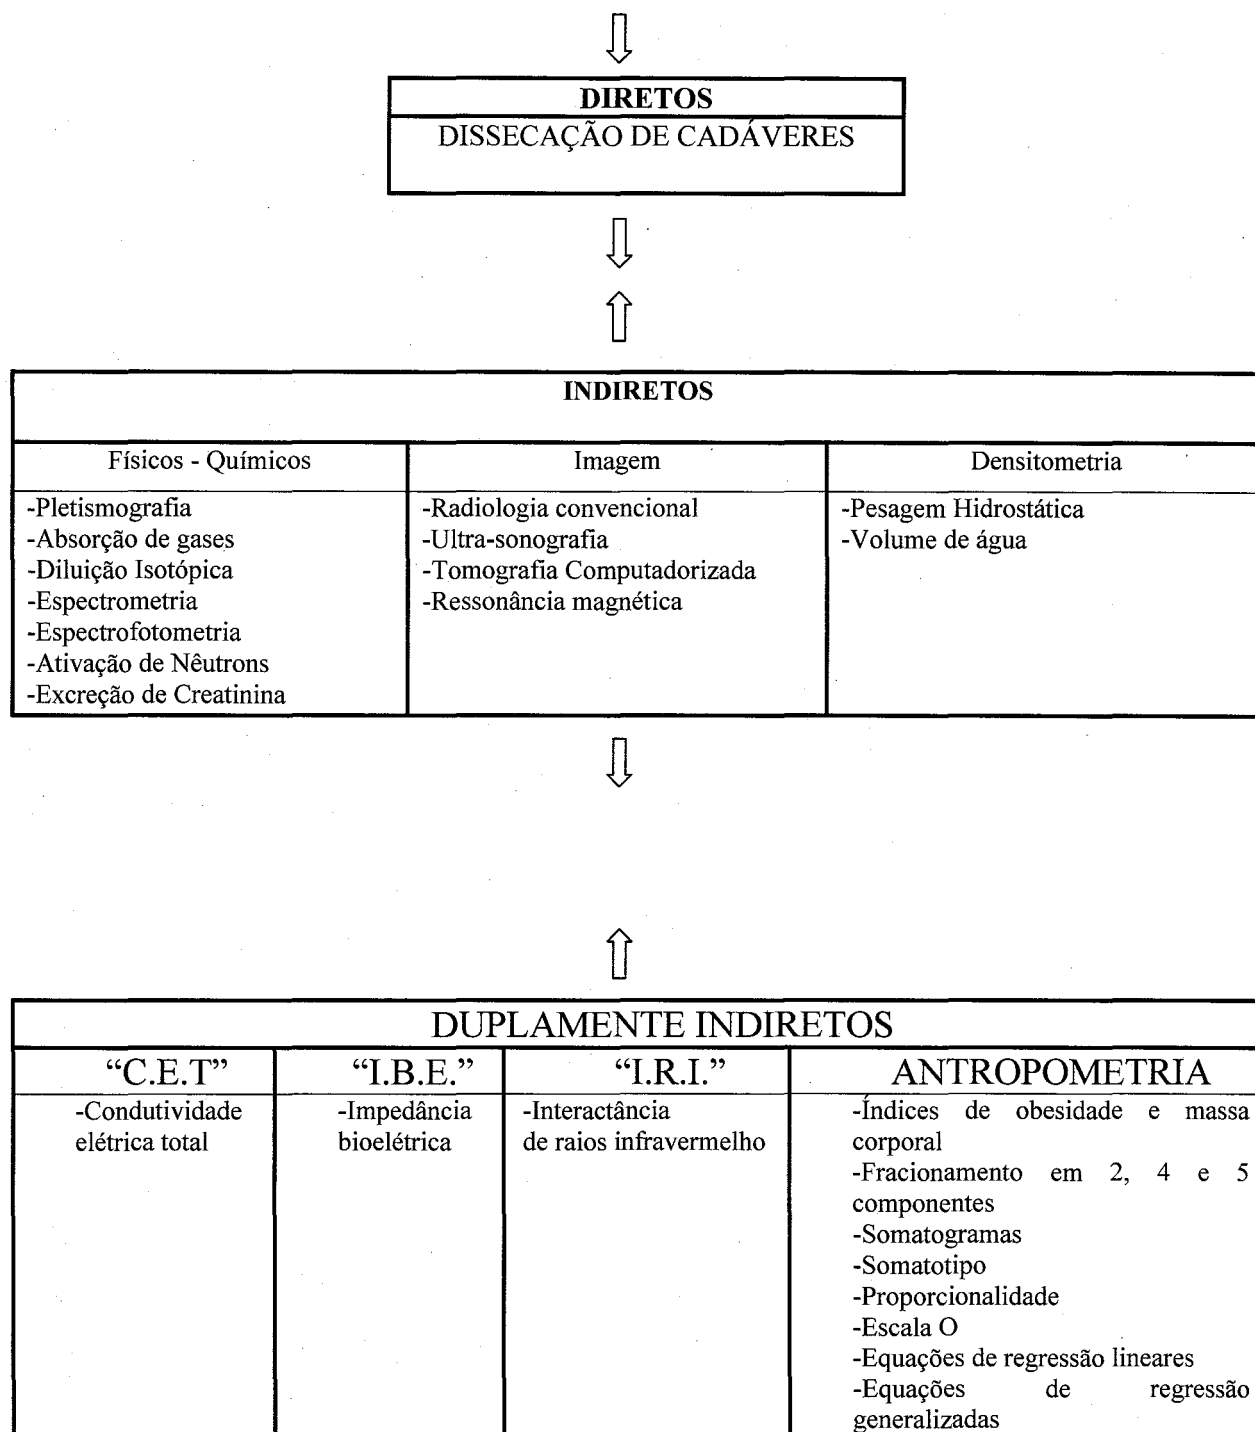 DIRETOS
DISSECAÇÃO DE CADÁVERES
INDIRETOS
Físicos - Químicos
-Pletismografia
-Absorção de gases
-Diluição Isotópica
-Espectrometria
-Espectrofotometria
-Ativação de Nêutrons
-Excreção de Creatinina
Imagem
-Radiologia convencional
-Ultra-sonografia
-Tomografia Computadorizada
-Ressonância magnética
Densitometria
-Pesagem Hidrostática
-Volume de água
DUPLAMENTE INDIRETOS
“C.E.T”
-Condutividade
elétrica total
“I.B.E.”
-Impedância
bioelétrica
“I.R.I.”
-Interactância
de raios infravermelho
ANTROPOMETRIA
-Índices de obesidade e massa
corporal
-Fracionamento em 2, 4 e 5
componentes
-Somatogramas
-Somatotipo
-Proporcionalidade
-Escala O
-Equações de regressão lineares
-Equações de regressão
generalizadas